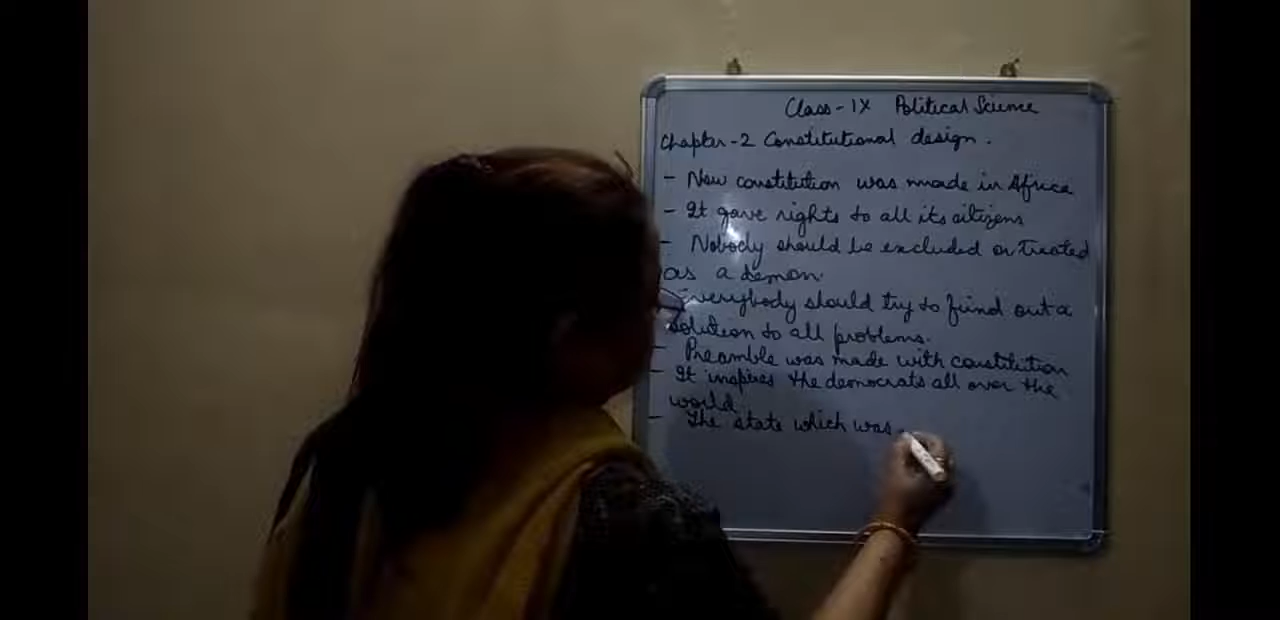 Class - IX Political Science
Chapter - 2 Constitutional design.
- New constitution was made in Africa
- It gave rights to all its citizens
- Nobody should be excluded or treated
as a demon.
Everybody should try to find out a
solution to all problems.
- Preamble was made with constitution
- It inspires the democrats all over the
world.
- The state which was